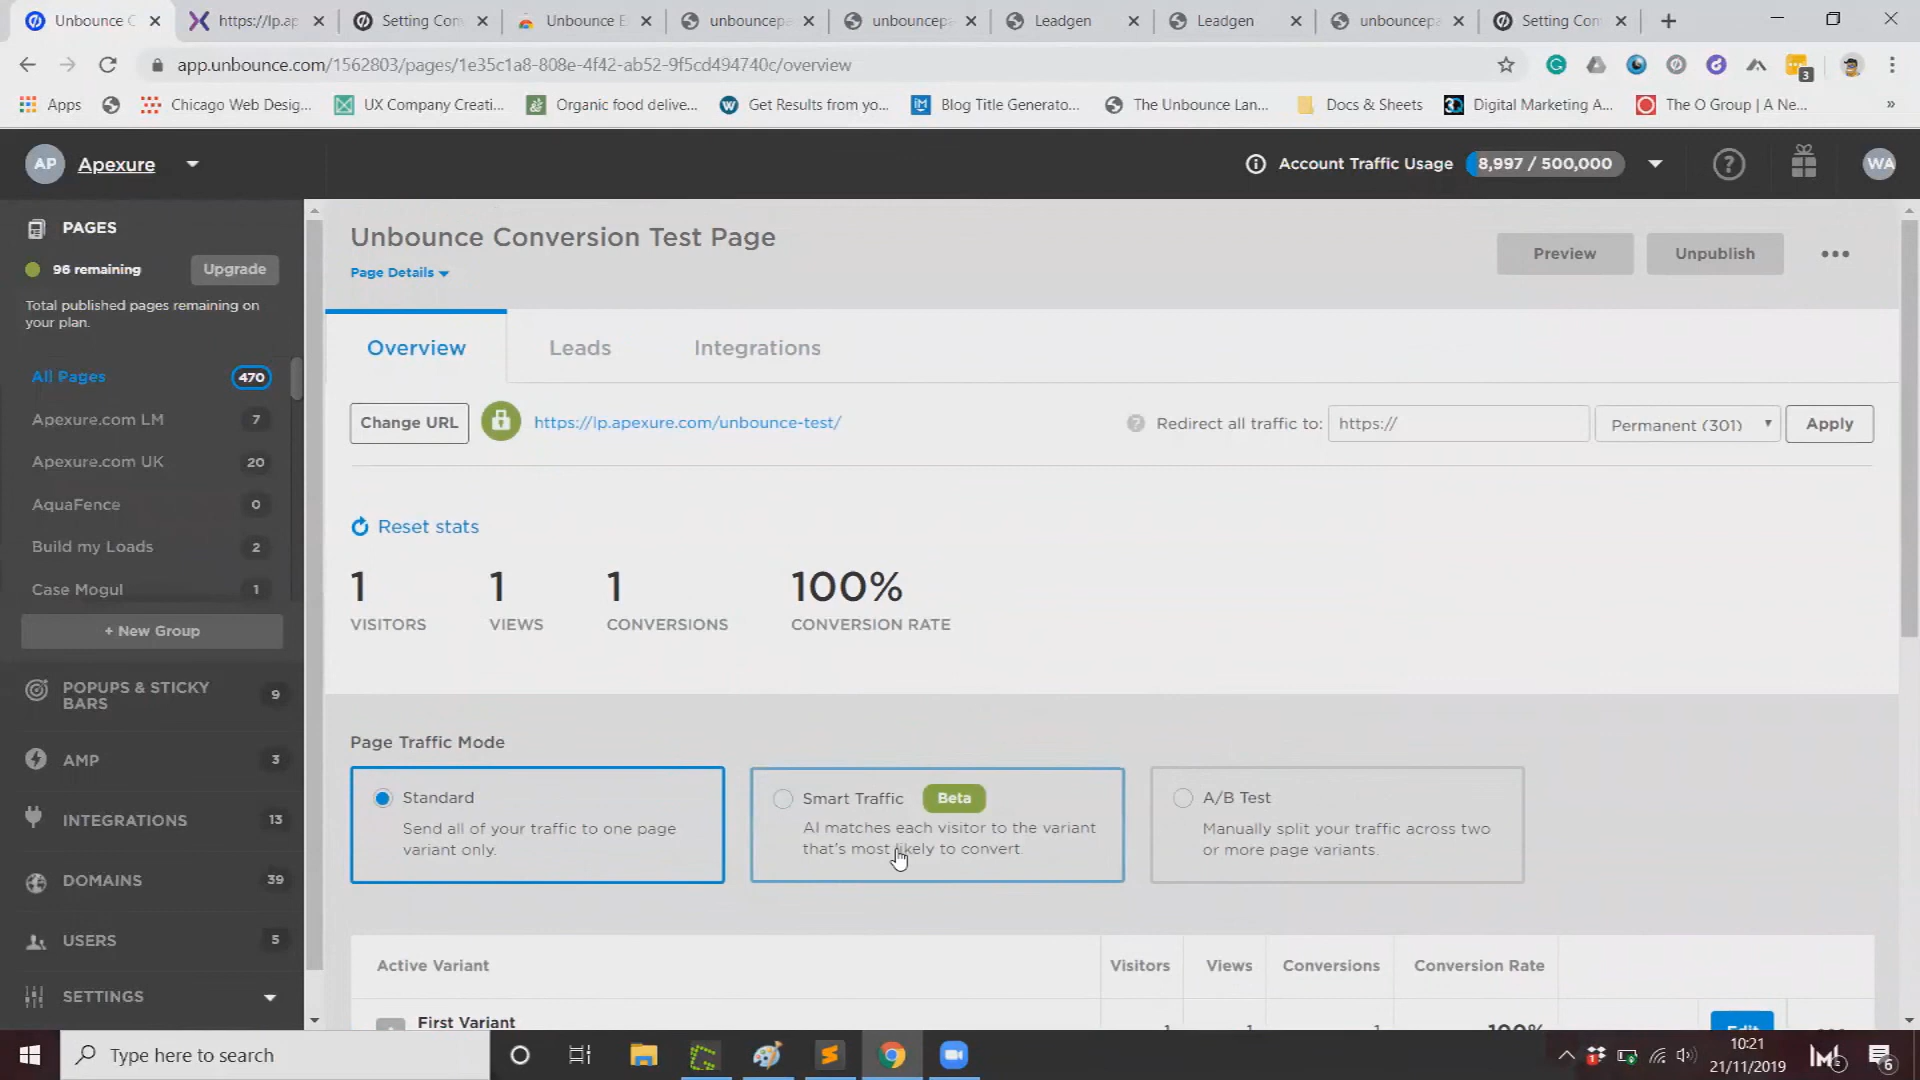 Unbounce C
https://lp.ap
Setting Con
Unbounce E
unbouncepa
unbouncepa
Leadgen
Leadgen
unbouncepa
Setting Con
app.unbounce.com/1562803/pages/1e35c1a8-808e-4f42-ab52-9f5cd494740c/overview
3
Apps
Chicago Web Desig...
UX Company Creati...
Organic food delive...
Get Results from yo...
Blog Title Generato...
The Unbounce Lan...
Docs & Sheets
Digital Marketing A...
The O Group | A Ne...
»
AP
Apexure
Account Traffic Usage
8,997 / 500,000
WA
PAGES
96 remaining
Upgrade
Total published pages remaining on
your plan.
All Pages
470
Apexure.com LM
7
Apexure.com UK
20
AquaFence
0
Build my Loads
2
Case Mogul
1
+ New Group
POPUPS & STICKY
BARS
9
AMP
3
INTEGRATIONS
13
DOMAINS
39
USERS
5
SETTINGS
Unbounce Conversion Test Page
Page Details
Preview
Unpublish
Overview
Leads
Integrations
Change URL
https://lp.apexure.com/unbounce-test/
Redirect all traffic to:
https://
Permanent (301)
Apply
Reset stats
1
VISITORS
1
VIEWS
1
CONVERSIONS
100%
CONVERSION RATE
Page Traffic Mode
Standard
Send all of your traffic to one page
variant only.
Smart Traffic
Beta
AI matches each visitor to the variant
that's most likely to convert.
A/B Test
Manually split your traffic across two
or more page variants.
Active Variant
Visitors
Views
Conversions
Conversion Rate
First Variant
1
1
1
100%
Edit
Type here to search
10:21
21/11/2019
6